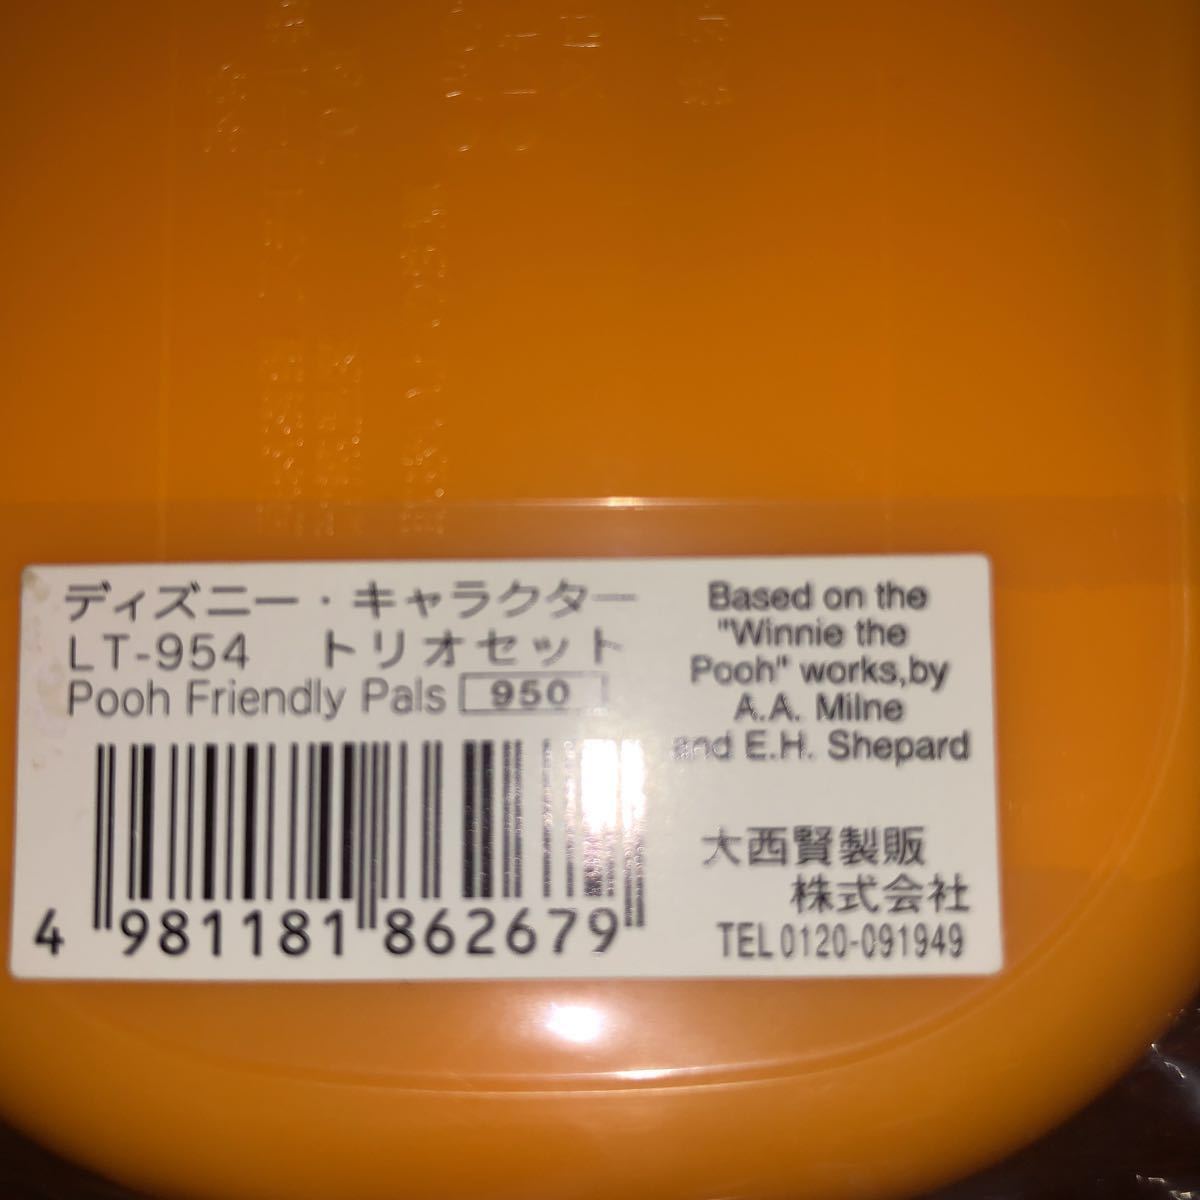 ディズニー・キャラクター
LT-954 トリオセット
Pooh Friendly Pals 950
4 981181 862679
Based on the
"Winnie the
Pooh" works,by
A.A. Milne
and E.H. Shepard
大西賢製販
株式会社
TEL 0120-091949